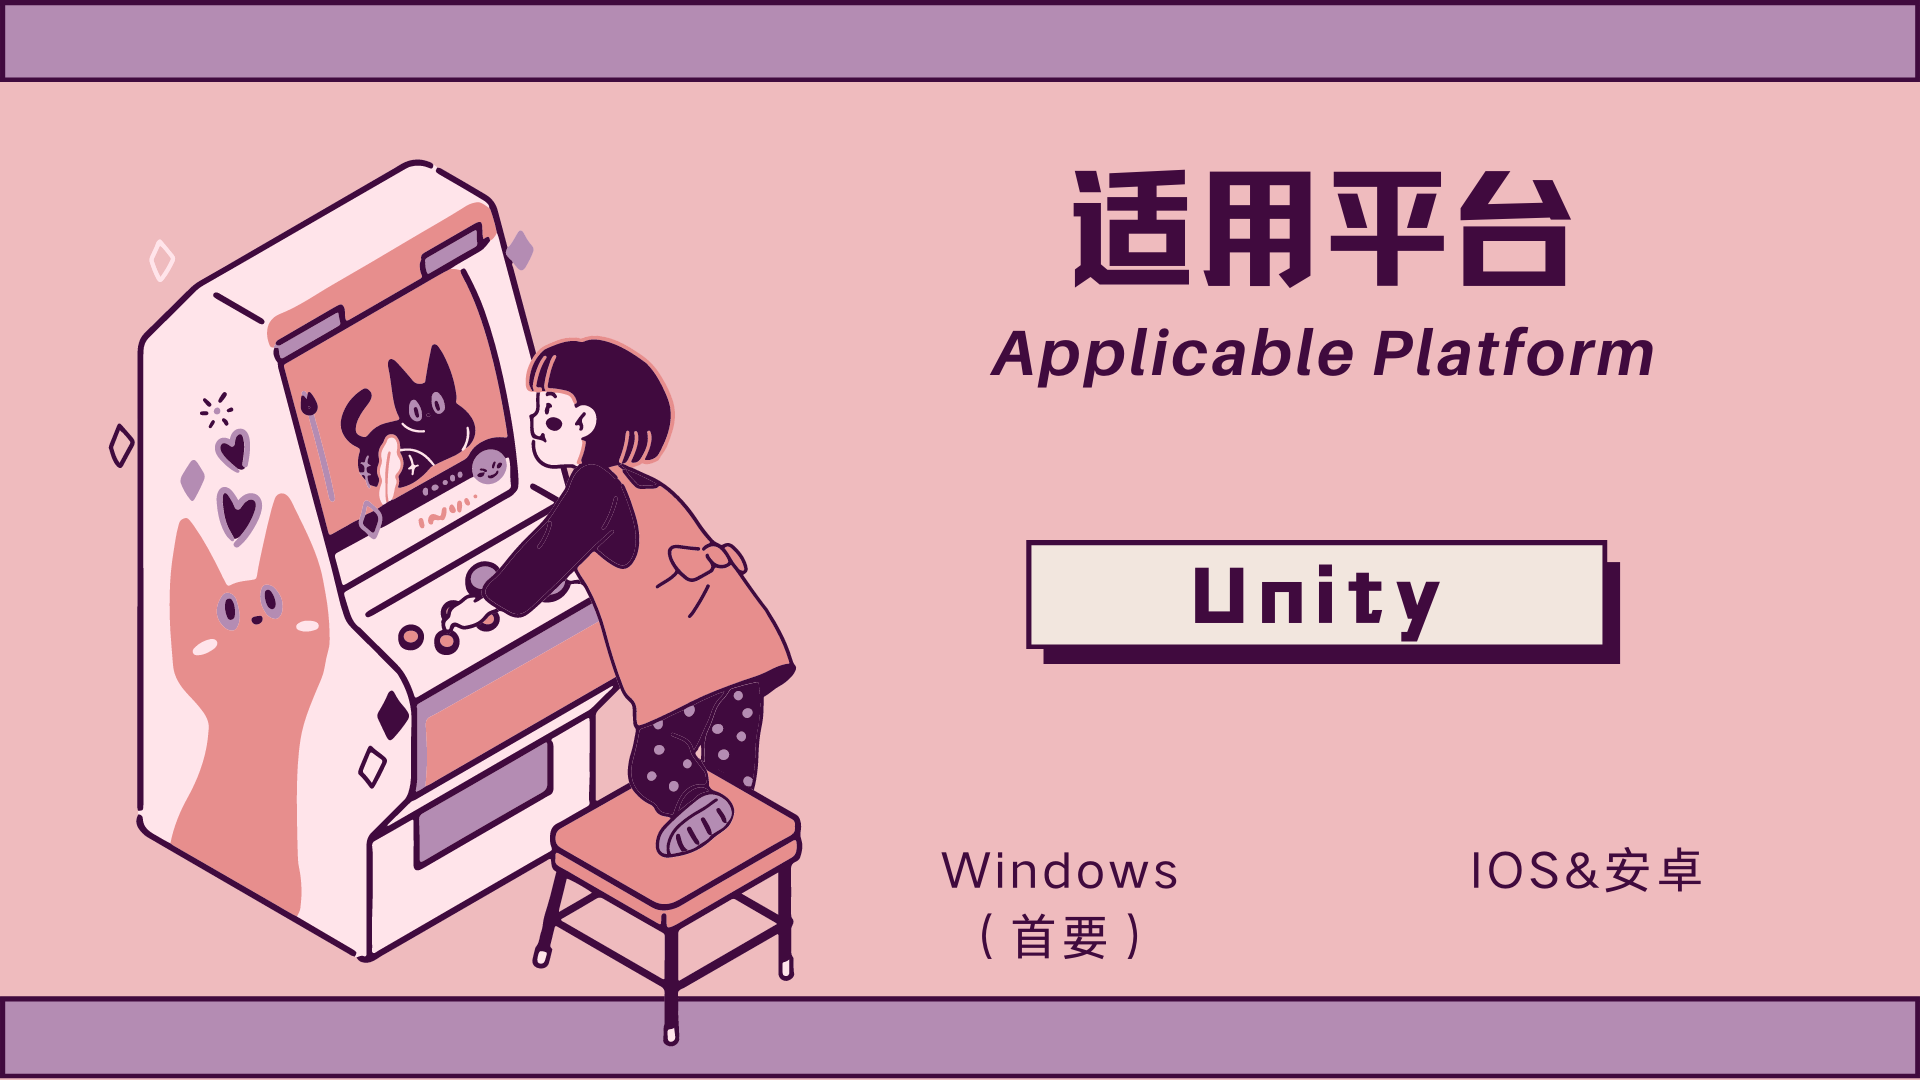 适用平台
Applicable Platform
Unity
Windows
（首要）
IOS&安卓